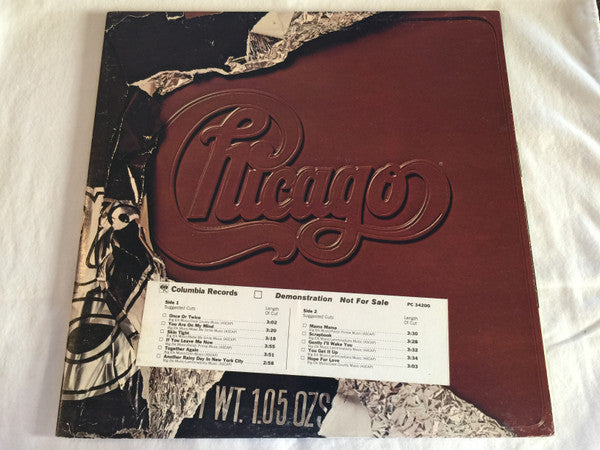 Chicago
Columbia Records Demonstration Not For Sale PC 34200
Side 1
Suggested Cuts
Length Of Cut
Once Or Twice 3:02
You Are On My Mind 3:20
Skin Tight 3:18
If You Leave Me Now 3:55
Together Again 3:51
Another Rainy Day In New York City 2:58
Side 2
Suggested Cuts
Length Of Cut
Mama Mama 3:30
Scrapbook 3:28
Gently I'll Wake You 3:32
You Get It Up 3:34
Hope For Love 3:03
WT. 1.05 OZS